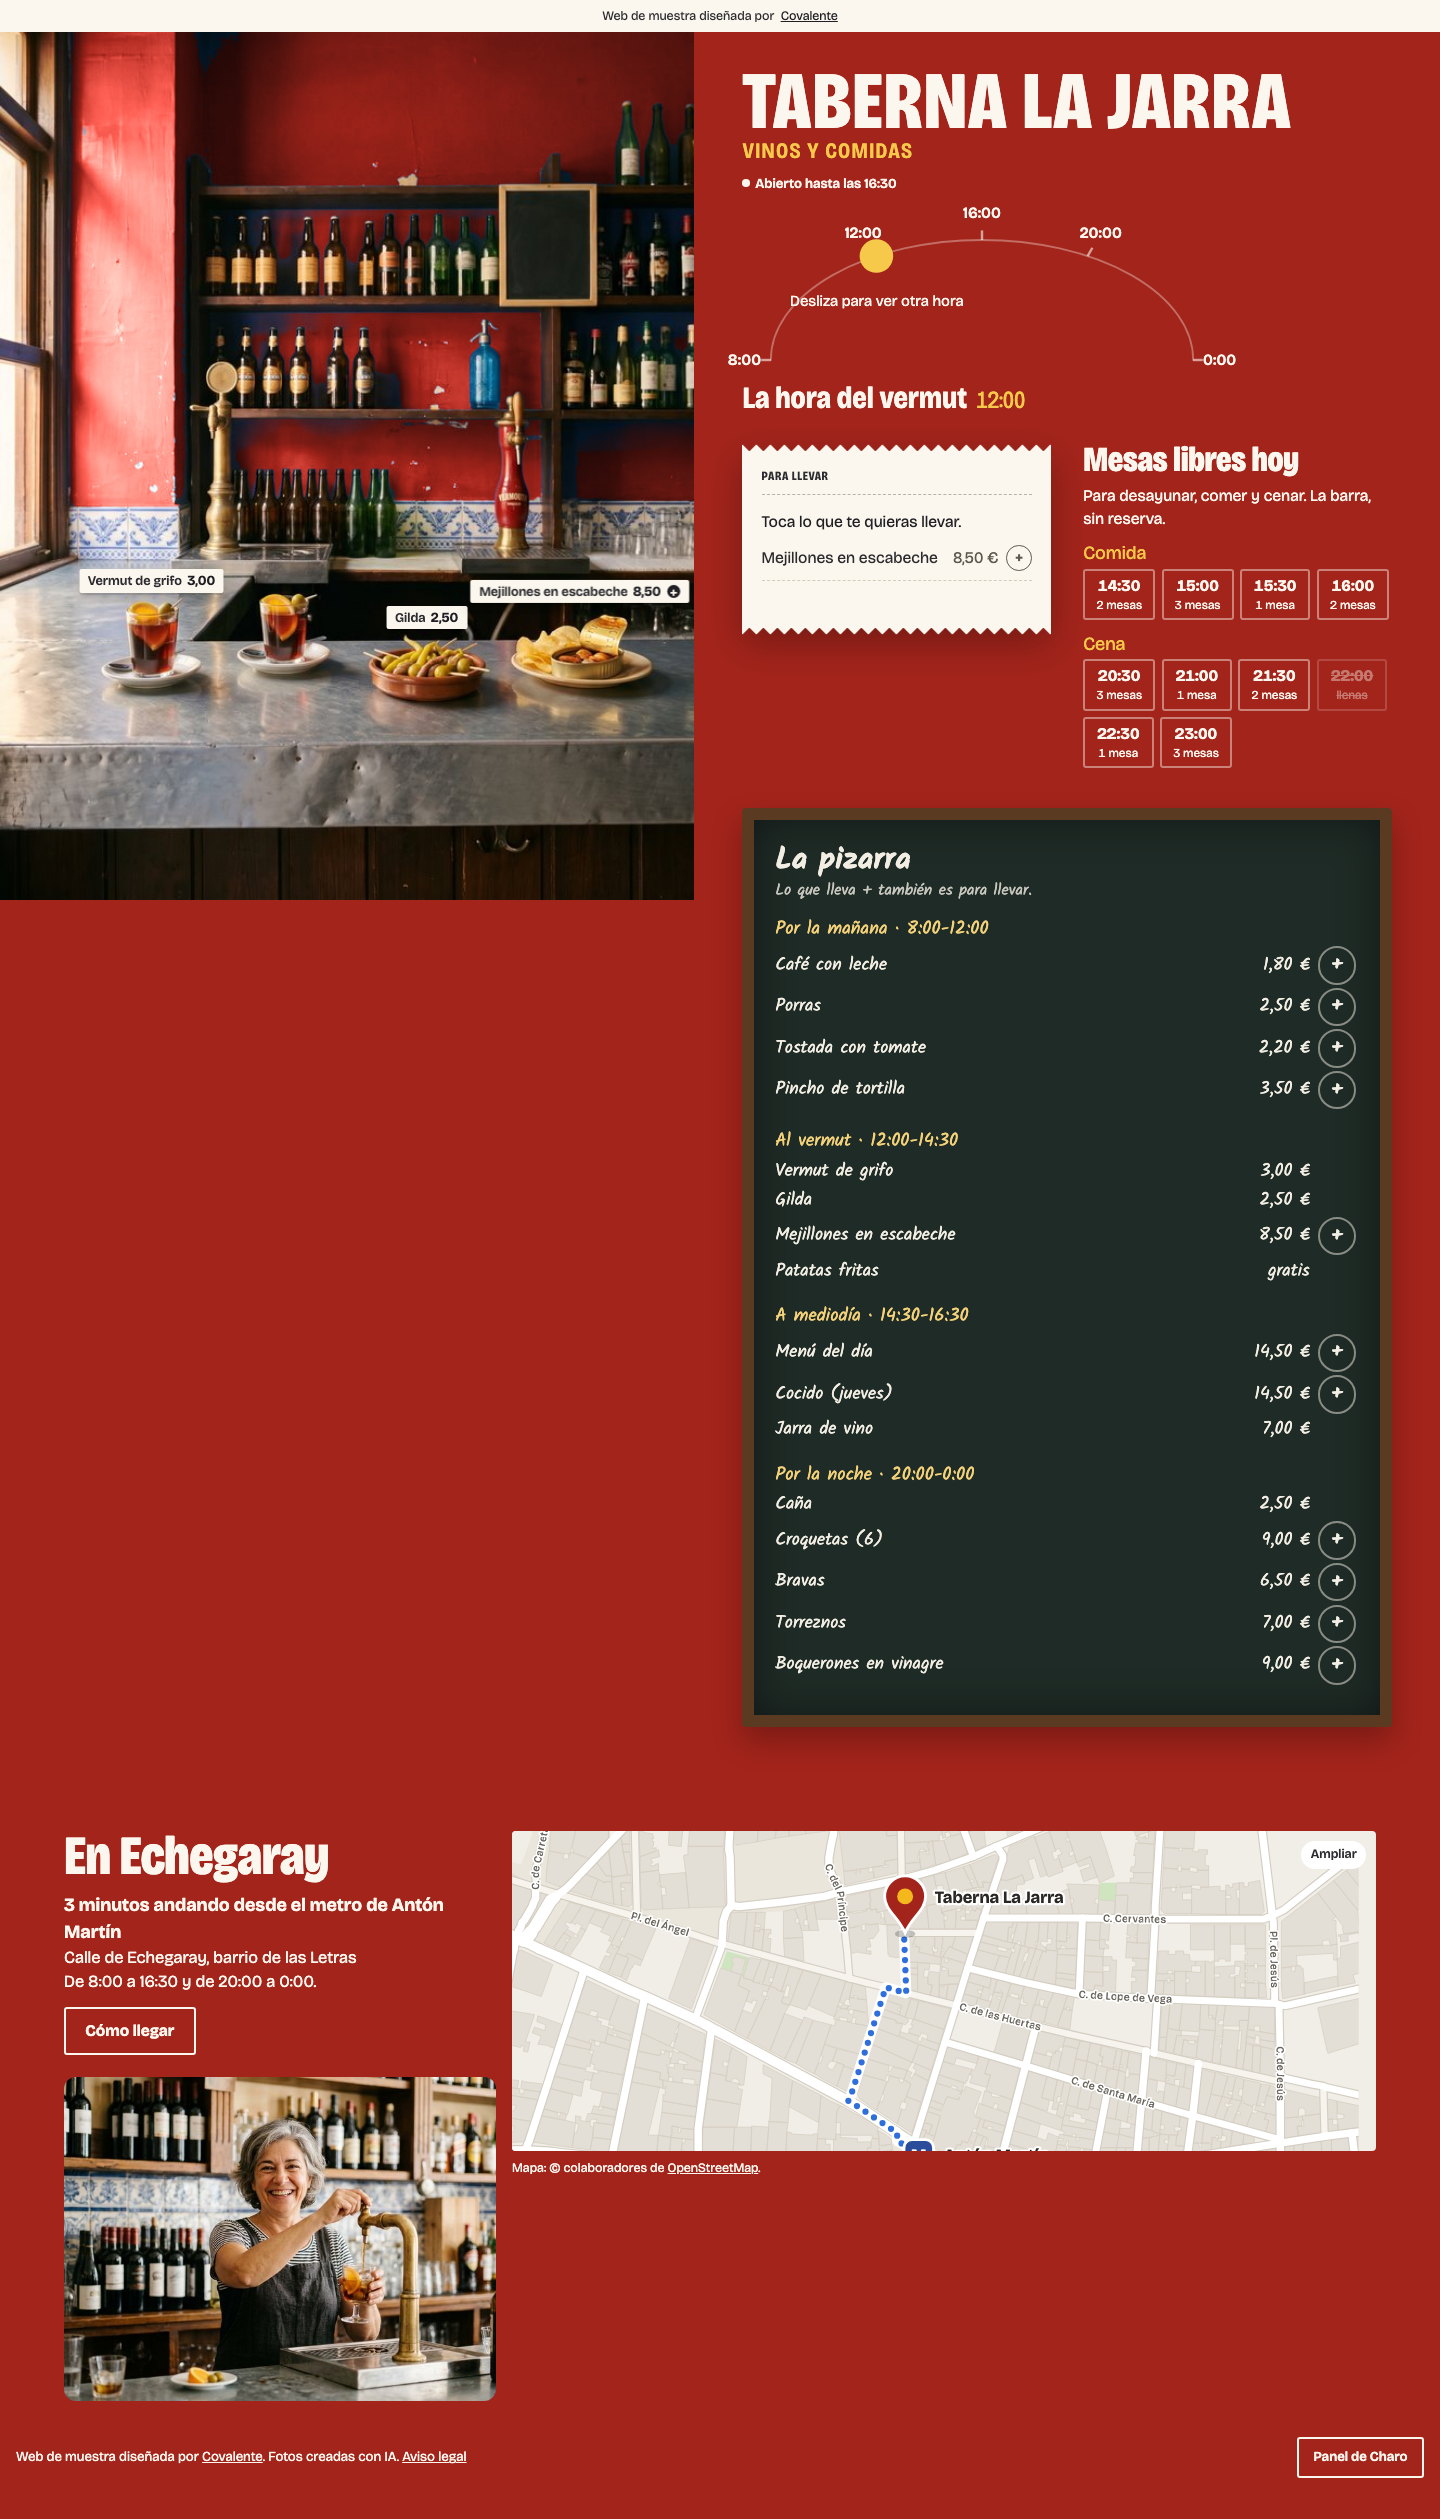 Web de muestra diseñada por Covalente
TABERNA LA JARRA
VINOS Y COMIDAS
Abierto hasta las 16:30
16:00
12:00
20:00
Desliza para ver otra hora
8:00
0:00
La hora del vermut 12:00
Vermut de grifo 3,00
Gilda 2,50
Mejillones en escabeche 8,50 +
PARA LLEVAR
Toca lo que te quieras llevar.
Mejillones en escabeche 8,50 € +
Mesas libres hoy
Para desayunar, comer y cenar. La barra,
sin reserva.
Comida
14:30 15:00 15:30 16:00
2 mesas 3 mesas 1 mesa 2 mesas
Cena
20:30 21:00 21:30 22:00
3 mesas 1 mesa 2 mesas llenas
22:30 23:00
1 mesa 3 mesas
La pizarra
Lo que lleva + también es para llevar.
Por la mañana · 8:00-12:00
Café con leche 1,80 € +
Porras 2,50 € +
Tostada con tomate 2,20 € +
Pincho de tortilla 3,50 € +
Al vermut · 12:00-14:30
Vermut de grifo 3,00 €
Gilda 2,50 €
Mejillones en escabeche 8,50 € +
Patatas fritas gratis
A mediodía · 14:30-16:30
Menú del día 14,50 € +
Cocido (jueves) 14,50 € +
Jarra de vino 7,00 €
Por la noche · 20:00-0:00
Caña 2,50 €
Croquetas (6) 9,00 € +
Bravas 6,50 € +
Torreznos 7,00 € +
Boquerones en vinagre 9,00 € +
En Echegaray
3 minutos andando desde el metro de Antón
Martín
Calle de Echegaray, barrio de las Letras
De 8:00 a 16:30 y de 20:00 a 0:00.
Cómo llegar
Ampliar
Taberna La Jarra
C. del Príncipe
Pl. del Ángel
C. Cervantes
Pl. de Jesús
C. de Lope de Vega
C. de las Huertas
C. de Jesús
C. de Santa María
Mapa: © colaboradores de OpenStreetMap.
Web de muestra diseñada por Covalente. Fotos creadas con IA. Aviso legal
Panel de Charo